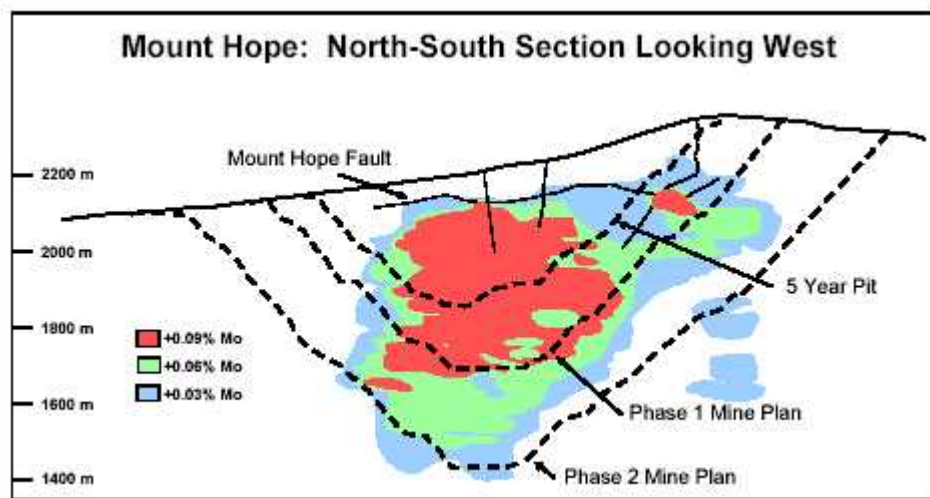 Mount Hope: North-South Section Looking West
Mount Hope Fault
2200 m
2000 m
5 Year Pit
1800 m
+0.09% Mo
+0.06% Mo
+0.03% Mo
1600 m
Phase 1 Mine Plan
Phase 2 Mine Plan
1400 m